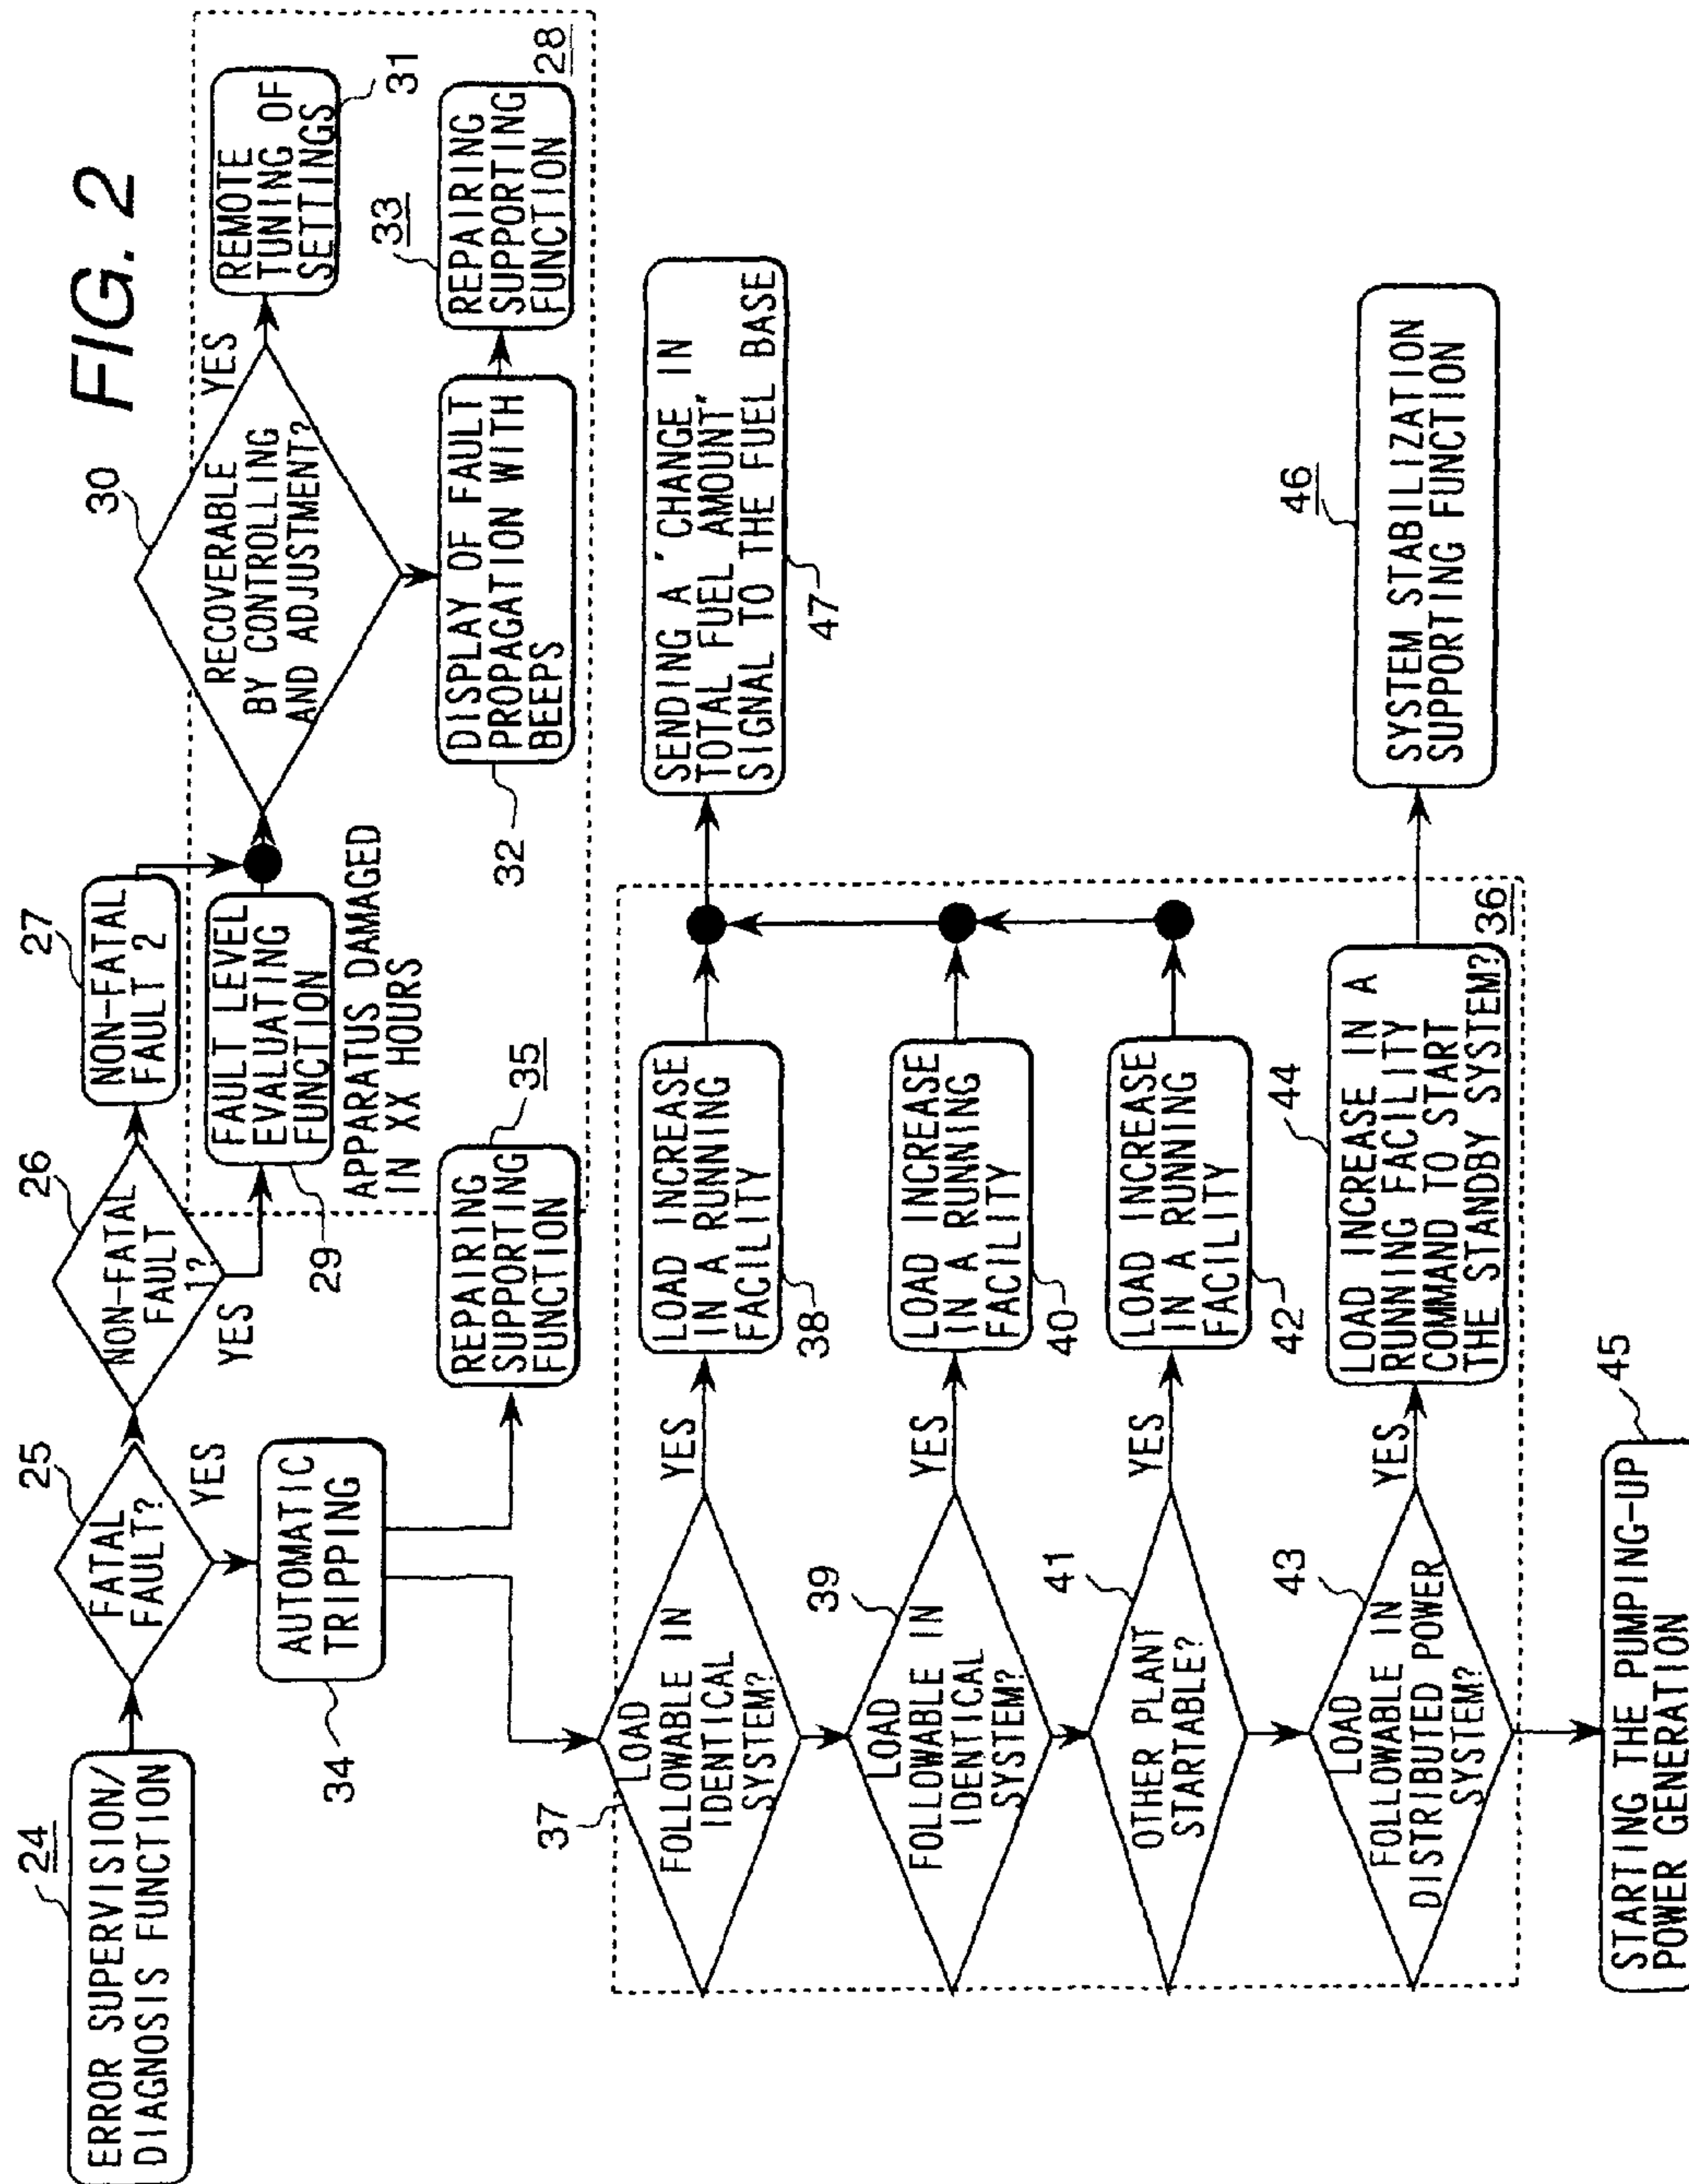 FIG. 2
24
ERROR SUPERVISION/
DIAGNOSIS FUNCTION
25
FATAL
FAULT?
YES
26
NON-FATAL
FAULT
1?
YES
27
NON-FATAL
FAULT 2
28
29
FAULT LEVEL
EVALUATING
FUNCTION
APPARATUS DAMAGED
IN XX HOURS
30
RECOVERABLE
BY CONTROLLING
AND ADJUSTMENT?
YES
REMOTE
TUNING OF
SETTINGS
31
32
DISPLAY OF FAULT
PROPAGATION WITH
BEEPS
33
REPAIRING
SUPPORTING
FUNCTION
34
AUTOMATIC
TRIPPING
35
REPAIRING
SUPPORTING
FUNCTION
36
37
LOAD
FOLLOWABLE IN
IDENTICAL
SYSTEM?
YES
LOAD INCREASE
IN A RUNNING
FACILITY
38
SENDING A "CHANGE IN
TOTAL FUEL AMOUNT"
SIGNAL TO THE FUEL BASE
47
39
LOAD
FOLLOWABLE IN
IDENTICAL
SYSTEM?
YES
LOAD INCREASE
IN A RUNNING
FACILITY
40
41
OTHER PLANT
STARTABLE?
YES
LOAD INCREASE
IN A RUNNING
FACILITY
42
43
LOAD
FOLLOWABLE IN
DISTRIBUTED POWER
SYSTEM?
YES
44
LOAD INCREASE IN A
RUNNING FACILITY
COMMAND TO START
THE STANDBY SYSTEM?
46
SYSTEM STABILIZATION
SUPPORTING FUNCTION
45
STARTING THE PUMPING-UP
POWER GENERATION